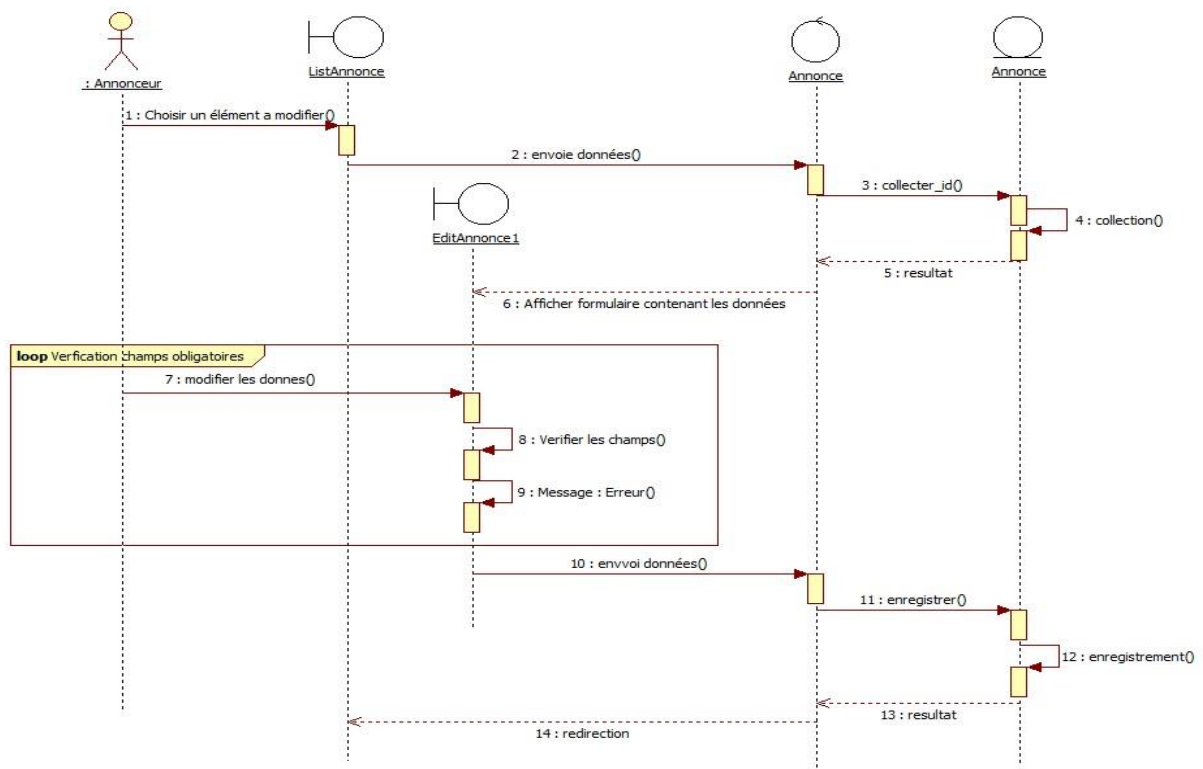 : Annonceur
ListAnnonce
Annonce
Annonce
1 : Choisir un élément a modifier()
2 : envoie données()
3 : collecter_id()
4 : collection()
EditAnnonce1
5 : resultat
6 : Afficher formulaire contenant les données
loop Verfication champs obligatoires
7 : modifier les donnes()
8 : Verifier les champs()
9 : Message : Erreur()
10 : envvoi données()
11 : enregistrer()
12 : enregistrement()
13 : resultat
14 : redirection